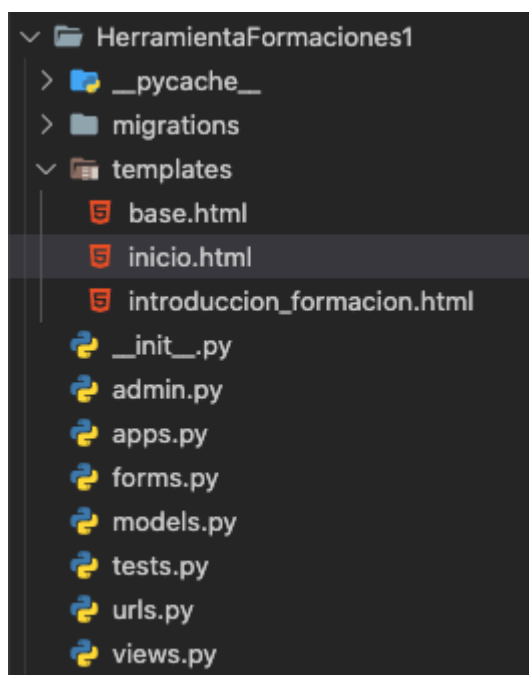 HerramientaFormaciones1
__pycache__
migrations
templates
base.html
inicio.html
introduccion_formacion.html
__init__.py
admin.py
apps.py
forms.py
models.py
tests.py
urls.py
views.py